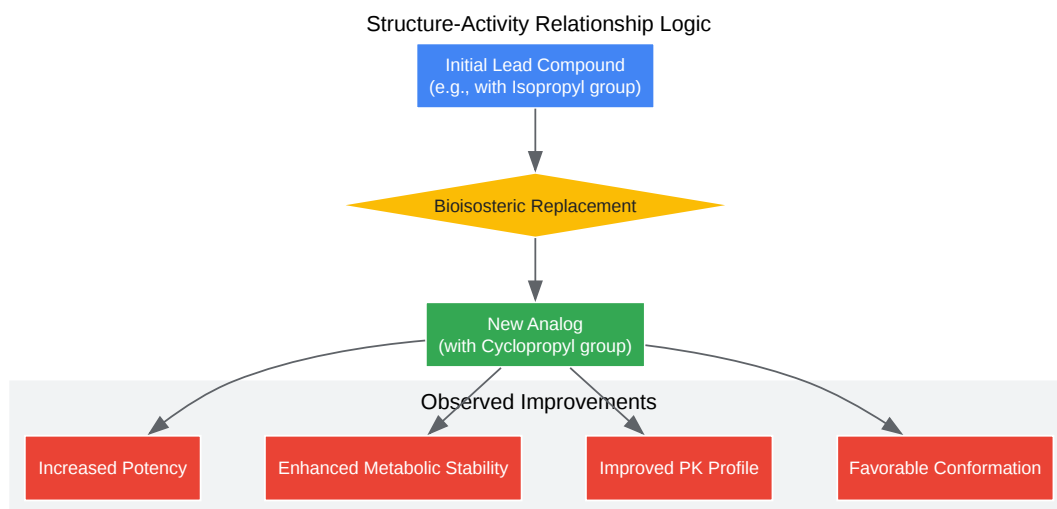 Structure-Activity Relationship Logic
Initial Lead Compound
(e.g., with Isopropyl group)
Bioisosteric Replacement
New Analog
(with Cyclopropyl group)
Observed Improvements
Increased Potency
Enhanced Metabolic Stability
Improved PK Profile
Favorable Conformation